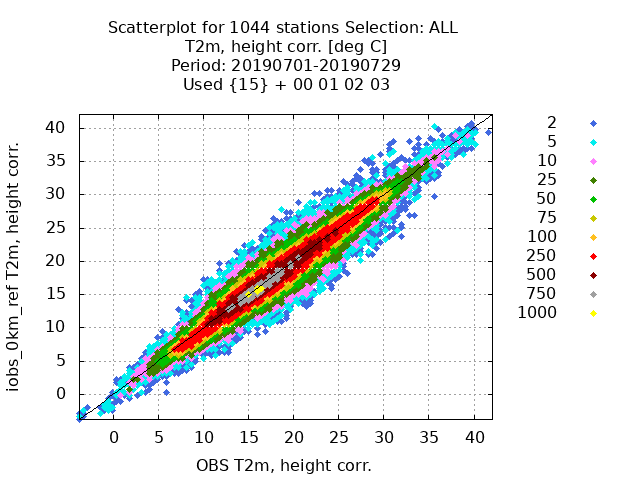 Scatterplot for 1044 stations Selection: ALL
T2m, height corr. [deg C]
Period: 20190701-20190729
Used {15} + 00 01 02 03
iobs_0km_ref T2m, height corr.
40
35
30
25
20
15
10
5
0
0 5 10 15 20 25 30 35 40
OBS T2m, height corr.
2
5
10
25
50
75
100
250
500
750
1000